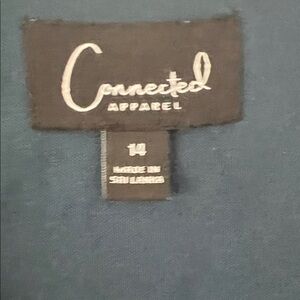 Connected
APPAREL
14
MADE IN
SRI LANKA